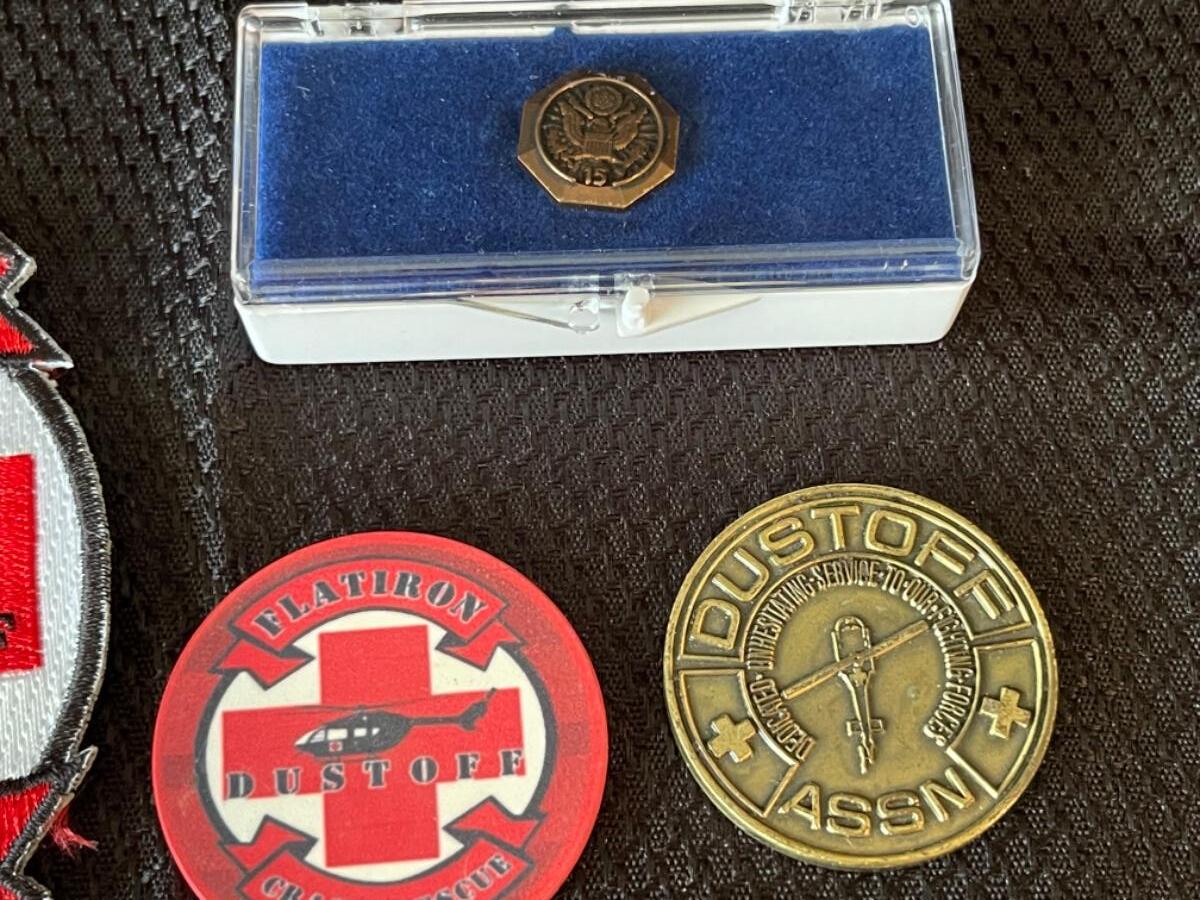 15
FLATIRON
DUSTOFF
DUSTOFF
DEDICATED·UNHESITATING·SERVICE·TO·OUR·FIGHTING·FORCES
ASSN